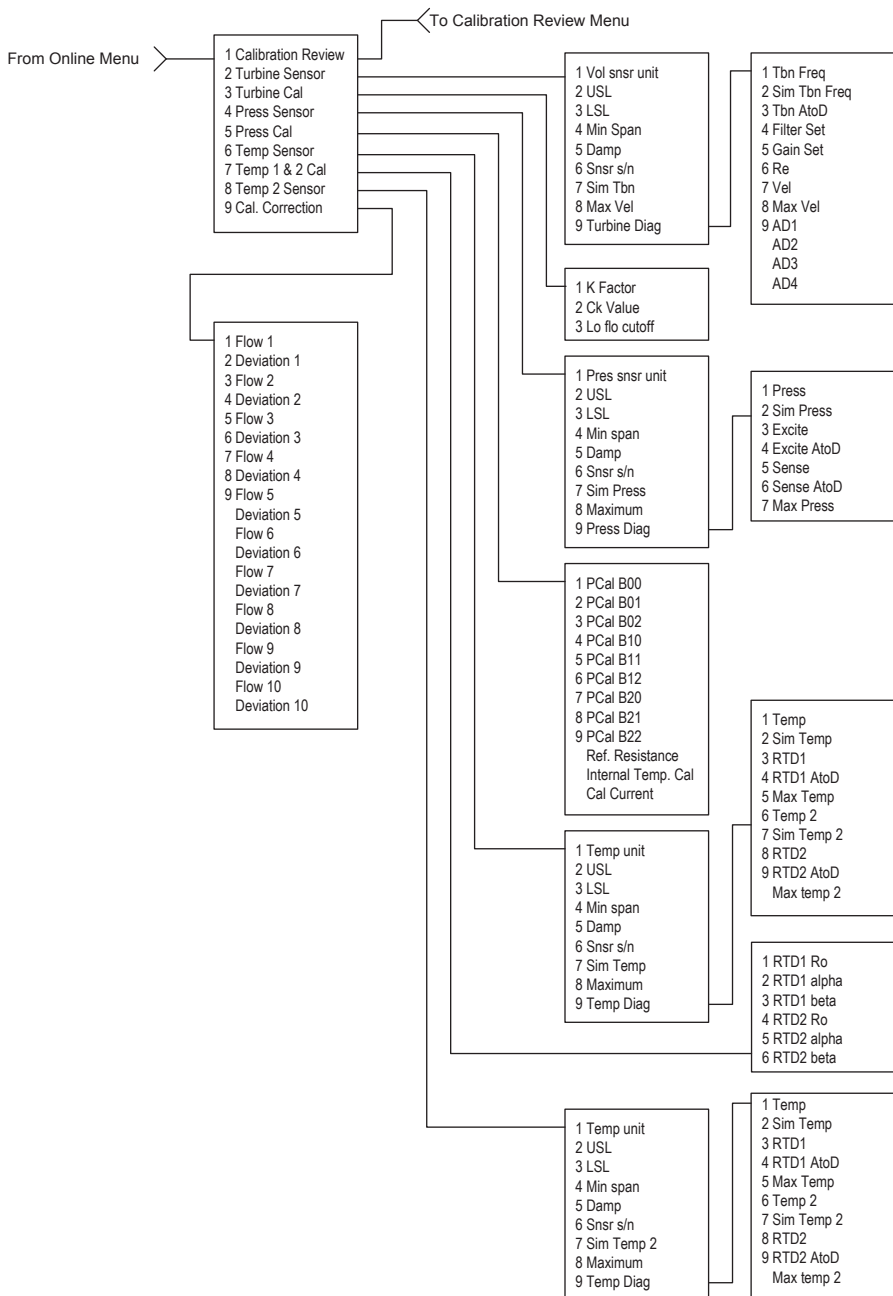 To Calibration Review Menu
From Online Menu
1 Calibration Review
2 Turbine Sensor
3 Turbine Cal
4 Press Sensor
5 Press Cal
6 Temp Sensor
7 Temp 1 & 2 Cal
8 Temp 2 Sensor
9 Cal. Correction
1 Flow 1
2 Deviation 1
3 Flow 2
4 Deviation 2
5 Flow 3
6 Deviation 3
7 Flow 4
8 Deviation 4
9 Flow 5
Deviation 5
Flow 6
Deviation 6
Flow 7
Deviation 7
Flow 8
Deviation 8
Flow 9
Deviation 9
Flow 10
Deviation 10
1 Vol snsr unit
2 USL
3 LSL
4 Min Span
5 Damp
6 Snsr s/n
7 Sim Tbn
8 Max Vel
9 Turbine Diag
1 Tbn Freq
2 Sim Tbn Freq
3 Tbn AtoD
4 Filter Set
5 Gain Set
6 Re
7 Vel
8 Max Vel
9 AD1
AD2
AD3
AD4
1 K Factor
2 Ck Value
3 Lo flo cutoff
1 Pres snsr unit
2 USL
3 LSL
4 Min span
5 Damp
6 Snsr s/n
7 Sim Press
8 Maximum
9 Press Diag
1 Press
2 Sim Press
3 Excite
4 Excite AtoD
5 Sense
6 Sense AtoD
7 Max Press
1 PCal B00
2 PCal B01
3 PCal B02
4 PCal B10
5 PCal B11
6 PCal B12
7 PCal B20
8 PCal B21
9 PCal B22
Ref. Resistance
Internal Temp. Cal
Cal Current
1 Temp unit
2 USL
3 LSL
4 Min span
5 Damp
6 Snsr s/n
7 Sim Temp
8 Maximum
9 Temp Diag
1 Temp
2 Sim Temp
3 RTD1
4 RTD1 AtoD
5 Max Temp
6 Temp 2
7 Sim Temp 2
8 RTD2
9 RTD2 AtoD
Max temp 2
1 RTD1 Ro
2 RTD1 alpha
3 RTD1 beta
4 RTD2 Ro
5 RTD2 alpha
6 RTD2 beta
1 Temp unit
2 USL
3 LSL
4 Min span
5 Damp
6 Snsr s/n
7 Sim Temp 2
8 Maximum
9 Temp Diag
1 Temp
2 Sim Temp
3 RTD1
4 RTD1 AtoD
5 Max Temp
6 Temp 2
7 Sim Temp 2
8 RTD2
9 RTD2 AtoD
Max temp 2